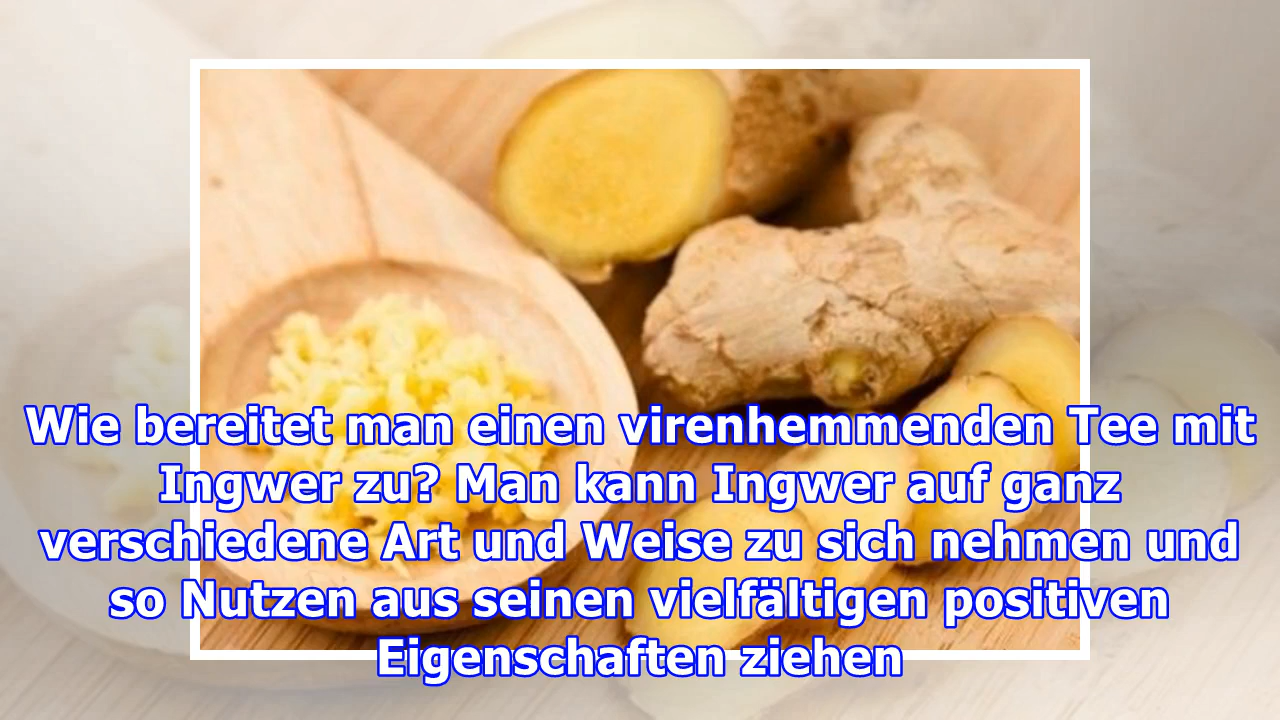 Wie bereitet man einen virenhemmenden Tee mit
Ingwer zu? Man kann Ingwer auf ganz
verschiedene Art und Weise zu sich nehmen und
so Nutzen aus seinen vielfältigen positiven
Eigenschaften ziehen